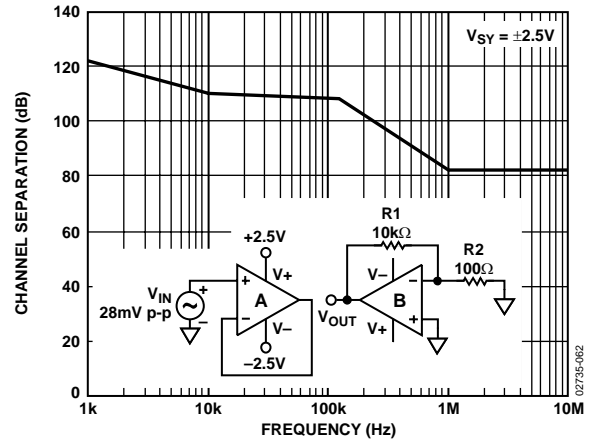 CHANNEL SEPARATION (dB)
140
120
100
80
60
40
20
0
V_SY = ±2.5V
R1
10kΩ
R2
100Ω
+2.5V
V+
V–
V_IN
28mV p-p
+
–
+
–
A
V–
–2.5V
V_OUT
B
–
+
V+
1k
10k
100k
1M
10M
FREQUENCY (Hz)
02735-062